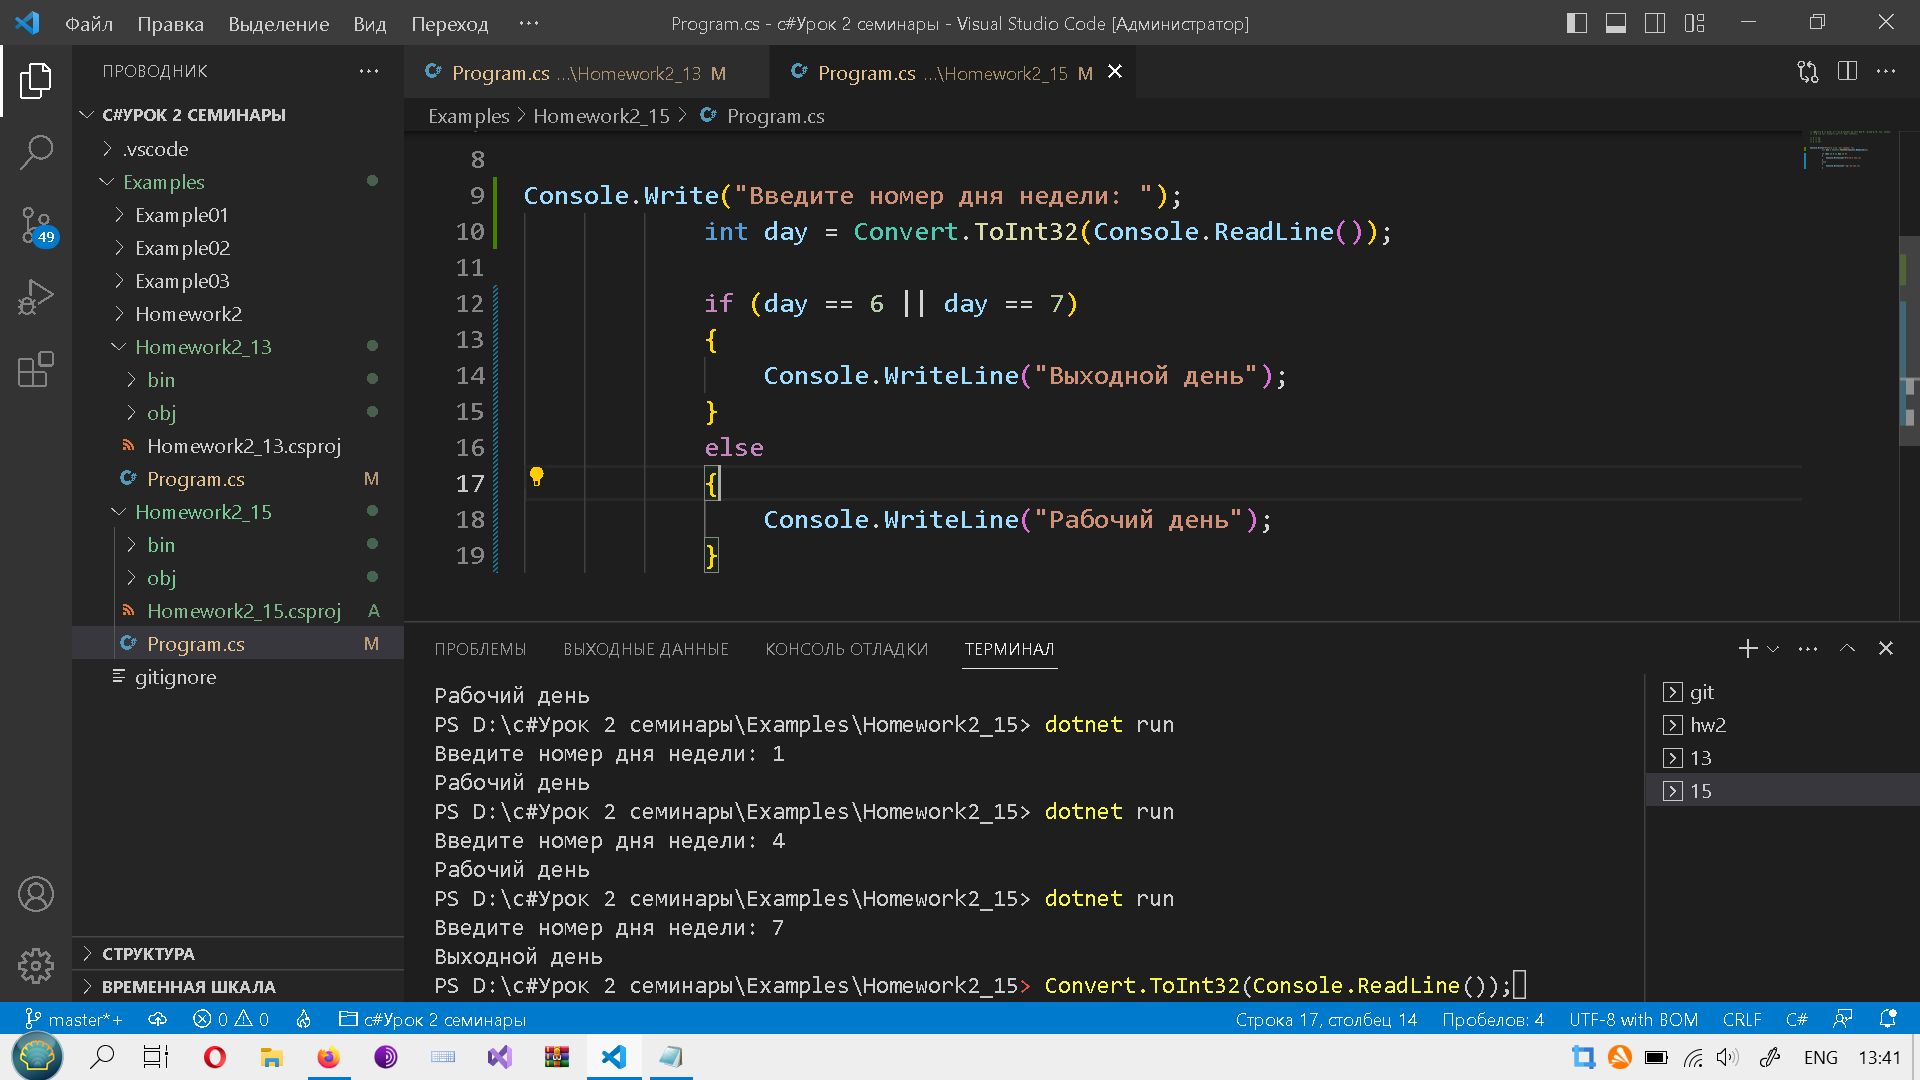 Файл Правка Выделение Вид Переход ··· Program.cs - c#Урок 2 семинары - Visual Studio Code [Администратор]
ПРОВОДНИК ···
C#УРОК 2 СЕМИНАРЫ
.vscode
Examples
Example01
Example02
Example03
Homework2
Homework2_13
bin
obj
Homework2_13.csproj
Program.cs M
Homework2_15
bin
obj
Homework2_15.csproj A
Program.cs M
gitignore
СТРУКТУРА
ВРЕМЕННАЯ ШКАЛА
49
Program.cs ...\Homework2_13 M
Program.cs ...\Homework2_15 M
Examples > Homework2_15 > Program.cs
8
9 Console.Write("Введите номер дня недели: ");
10 int day = Convert.ToInt32(Console.ReadLine());
11
12 if (day == 6 || day == 7)
13 {
14 Console.WriteLine("Выходной день");
15 }
16 else
17 {
18 Console.WriteLine("Рабочий день");
19 }
ПРОБЛЕМЫ ВЫХОДНЫЕ ДАННЫЕ КОНСОЛЬ ОТЛАДКИ ТЕРМИНАЛ
Рабочий день
PS D:\c#Урок 2 семинары\Examples\Homework2_15> dotnet run
Введите номер дня недели: 1
Рабочий день
PS D:\c#Урок 2 семинары\Examples\Homework2_15> dotnet run
Введите номер дня недели: 4
Рабочий день
PS D:\c#Урок 2 семинары\Examples\Homework2_15> dotnet run
Введите номер дня недели: 7
Выходной день
PS D:\c#Урок 2 семинары\Examples\Homework2_15> Convert.ToInt32(Console.ReadLine());
git
hw2
13
15
master*+ 0 0 c#Урок 2 семинары Строка 17, столбец 14 Пробелов: 4 UTF-8 with BOM CRLF C#
ENG 13:41